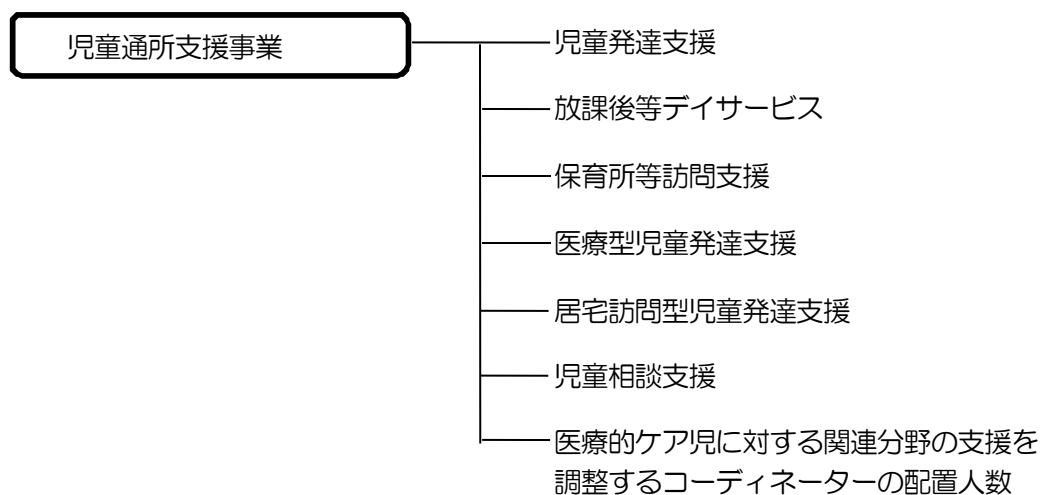 児童通所支援事業
児童発達支援
放課後等デイサービス
保育所等訪問支援
医療型児童発達支援
居宅訪問型児童発達支援
児童相談支援
医療的ケア児に対する関連分野の支援を
調整するコーディネーターの配置人数